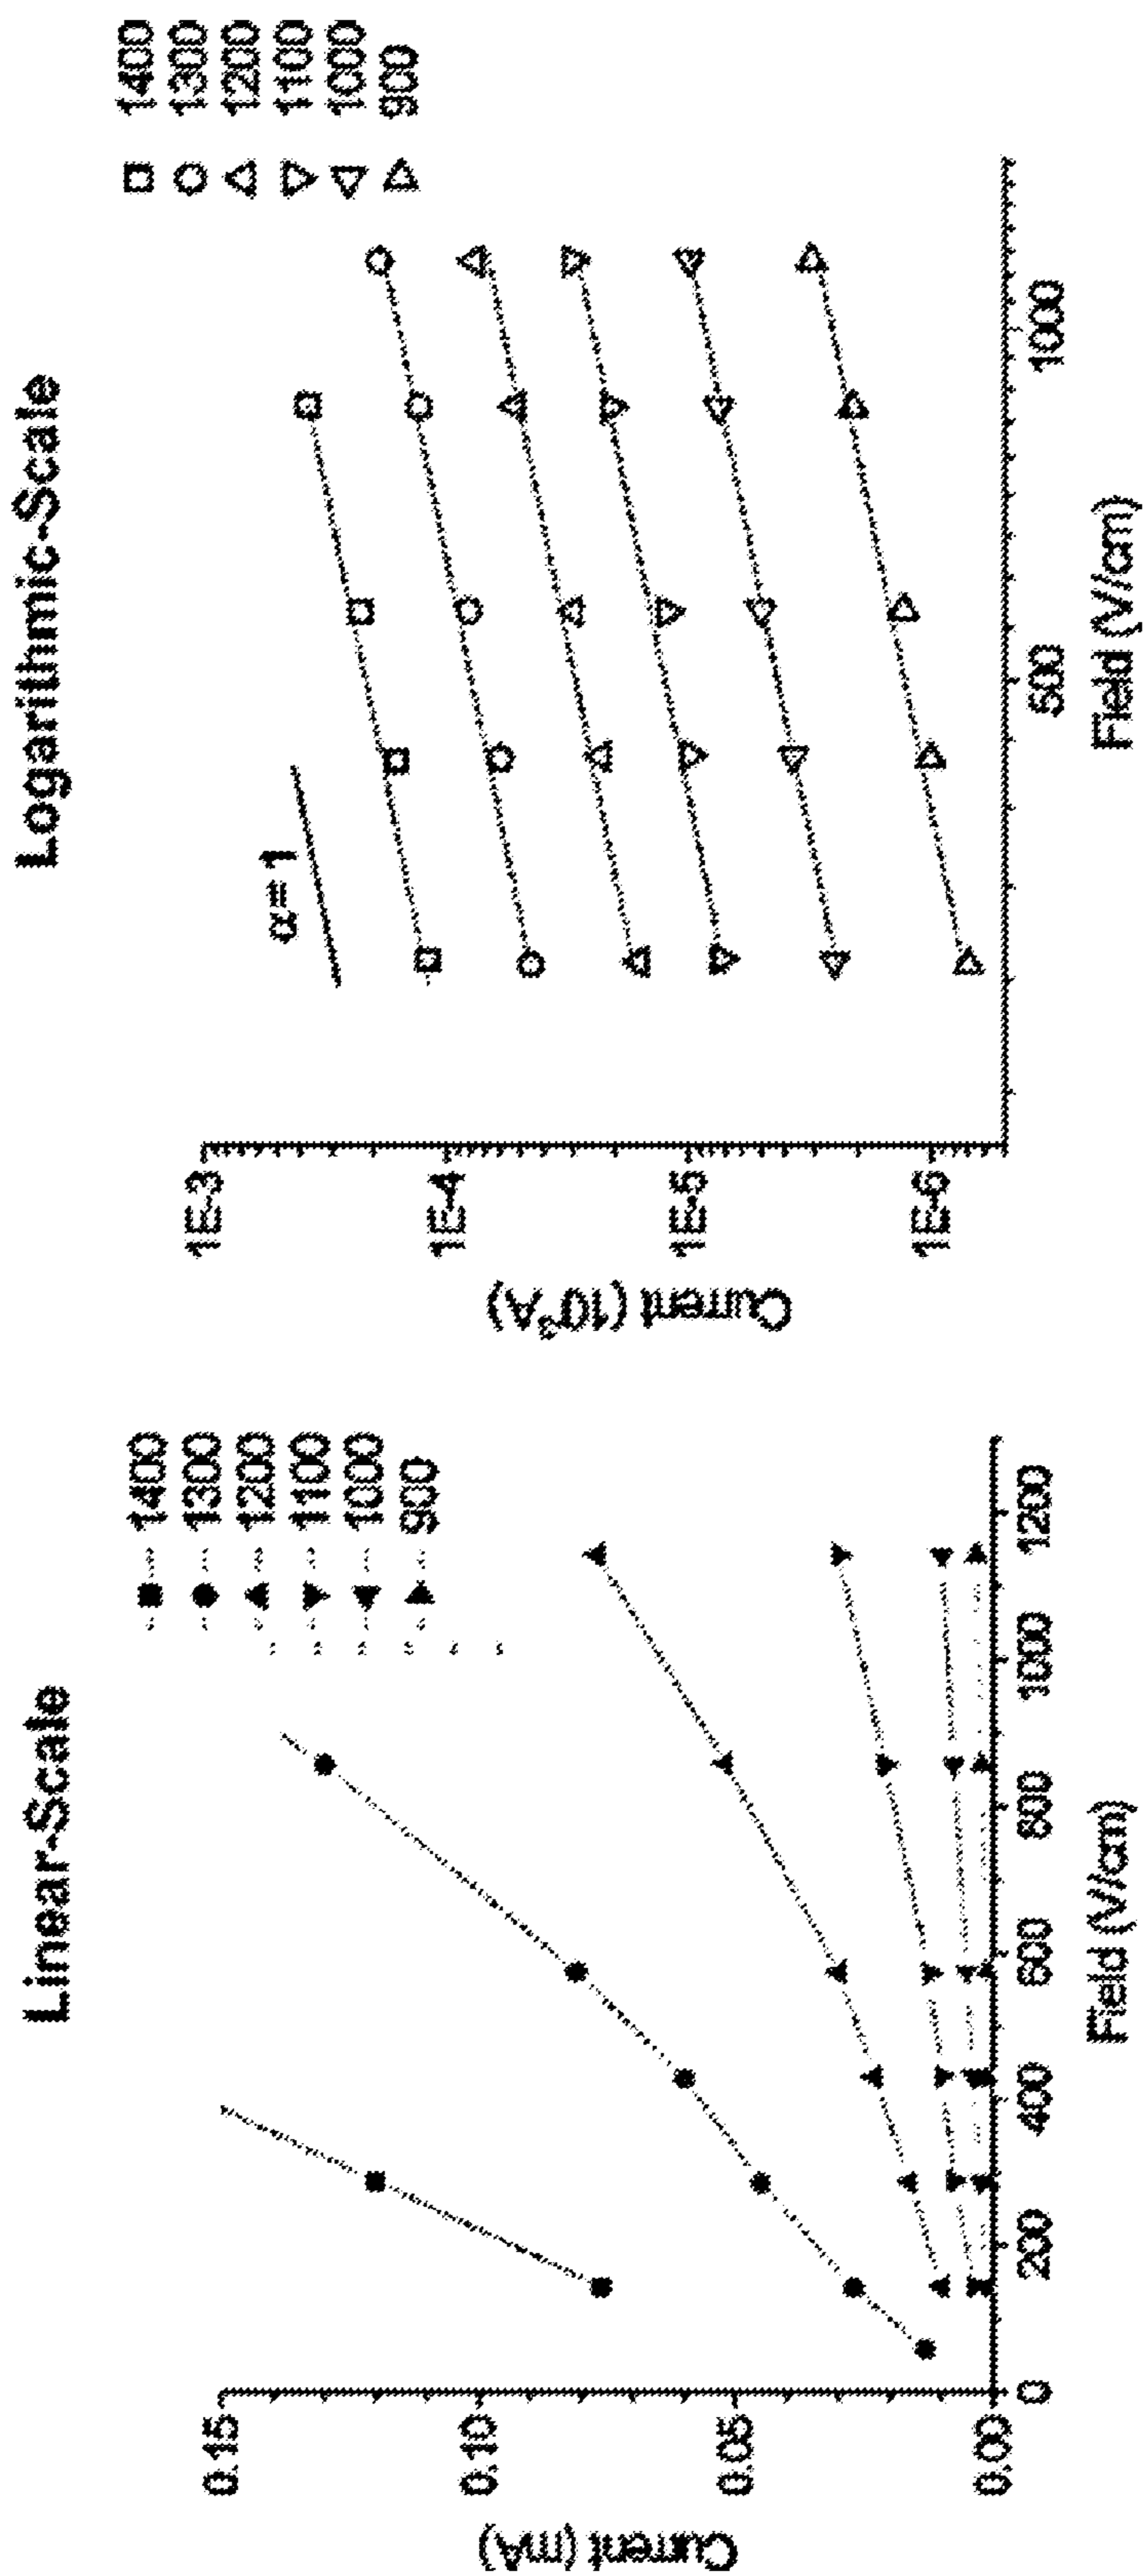 Linear-Scale
Current (mA)
0.15
0.10
0.05
0.00
0
200
400
600
800
1000
1200
Field (V/cm)
1400
1300
1200
1100
1000
900
Logarithmic-Scale
Current (10³A)
1E-3
1E-4
1E-5
1E-6
500
1000
Field (V/cm)
α=1
1400
1300
1200
1100
1000
900